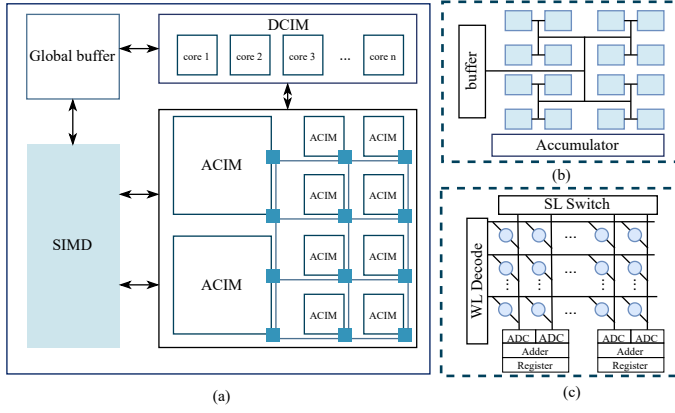 Global buffer
DCIM
core 1 core 2 core 3 ... core n
SIMD
ACIM
ACIM
ACIM ACIM
ACIM ACIM
ACIM ACIM
ACIM ACIM
(a)
buffer
Accumulator
(b)
SL Switch
WL Decode
...
... ...
⋮ ⋮ ⋮ ⋮
...
ADC ADC ADC ADC
Adder Adder
Register Register
(c)